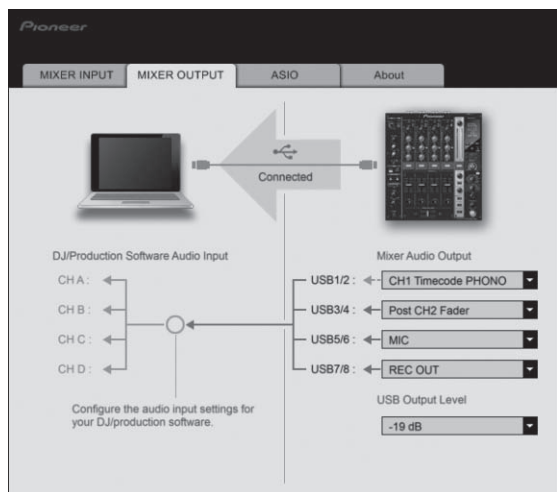 Pioneer
MIXER INPUT
MIXER OUTPUT
ASIO
About
Connected
Pioneer
DJ/Production Software Audio Input
Mixer Audio Output
CH A :
CH B :
CH C :
CH D :
USB1/2 :
CH1 Timecode PHONO
USB3/4 :
Post CH2 Fader
USB5/6 :
MIC
USB7/8 :
REC OUT
Configure the audio input settings for
your DJ/production software.
USB Output Level
-19 dB